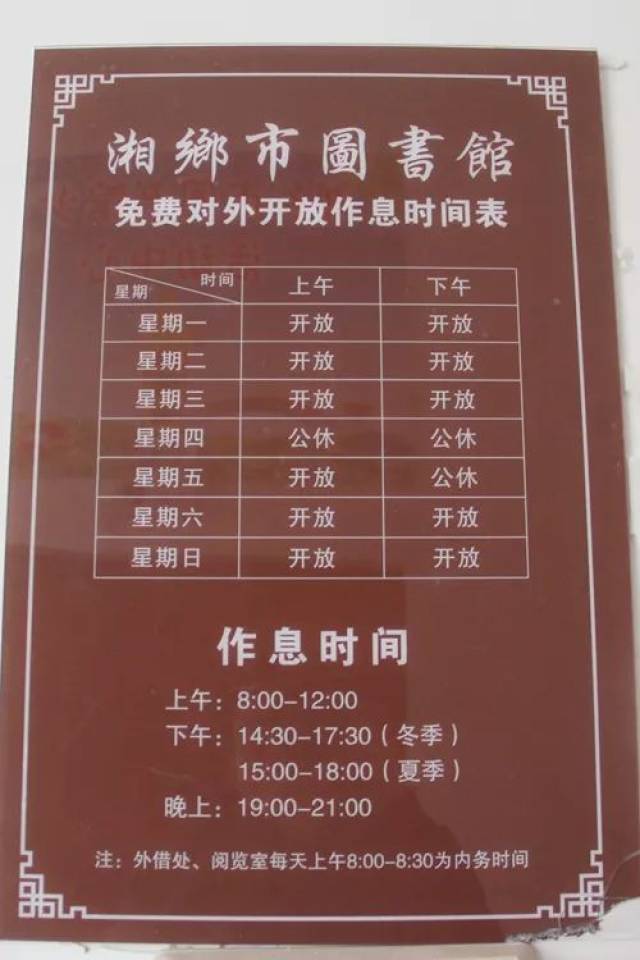 湘鄉市圖書館
免费对外开放作息时间表
时间 星期 上午 下午
星期一 开放 开放
星期二 开放 开放
星期三 开放 开放
星期四 公休 公休
星期五 开放 公休
星期六 开放 开放
星期日 开放 开放
作息时间
上午：8:00-12:00
下午：14:30-17:30（冬季）
15:00-18:00（夏季）
晚上：19:00-21:00
注：外借处、阅览室每天上午8:00-8:30为内务时间